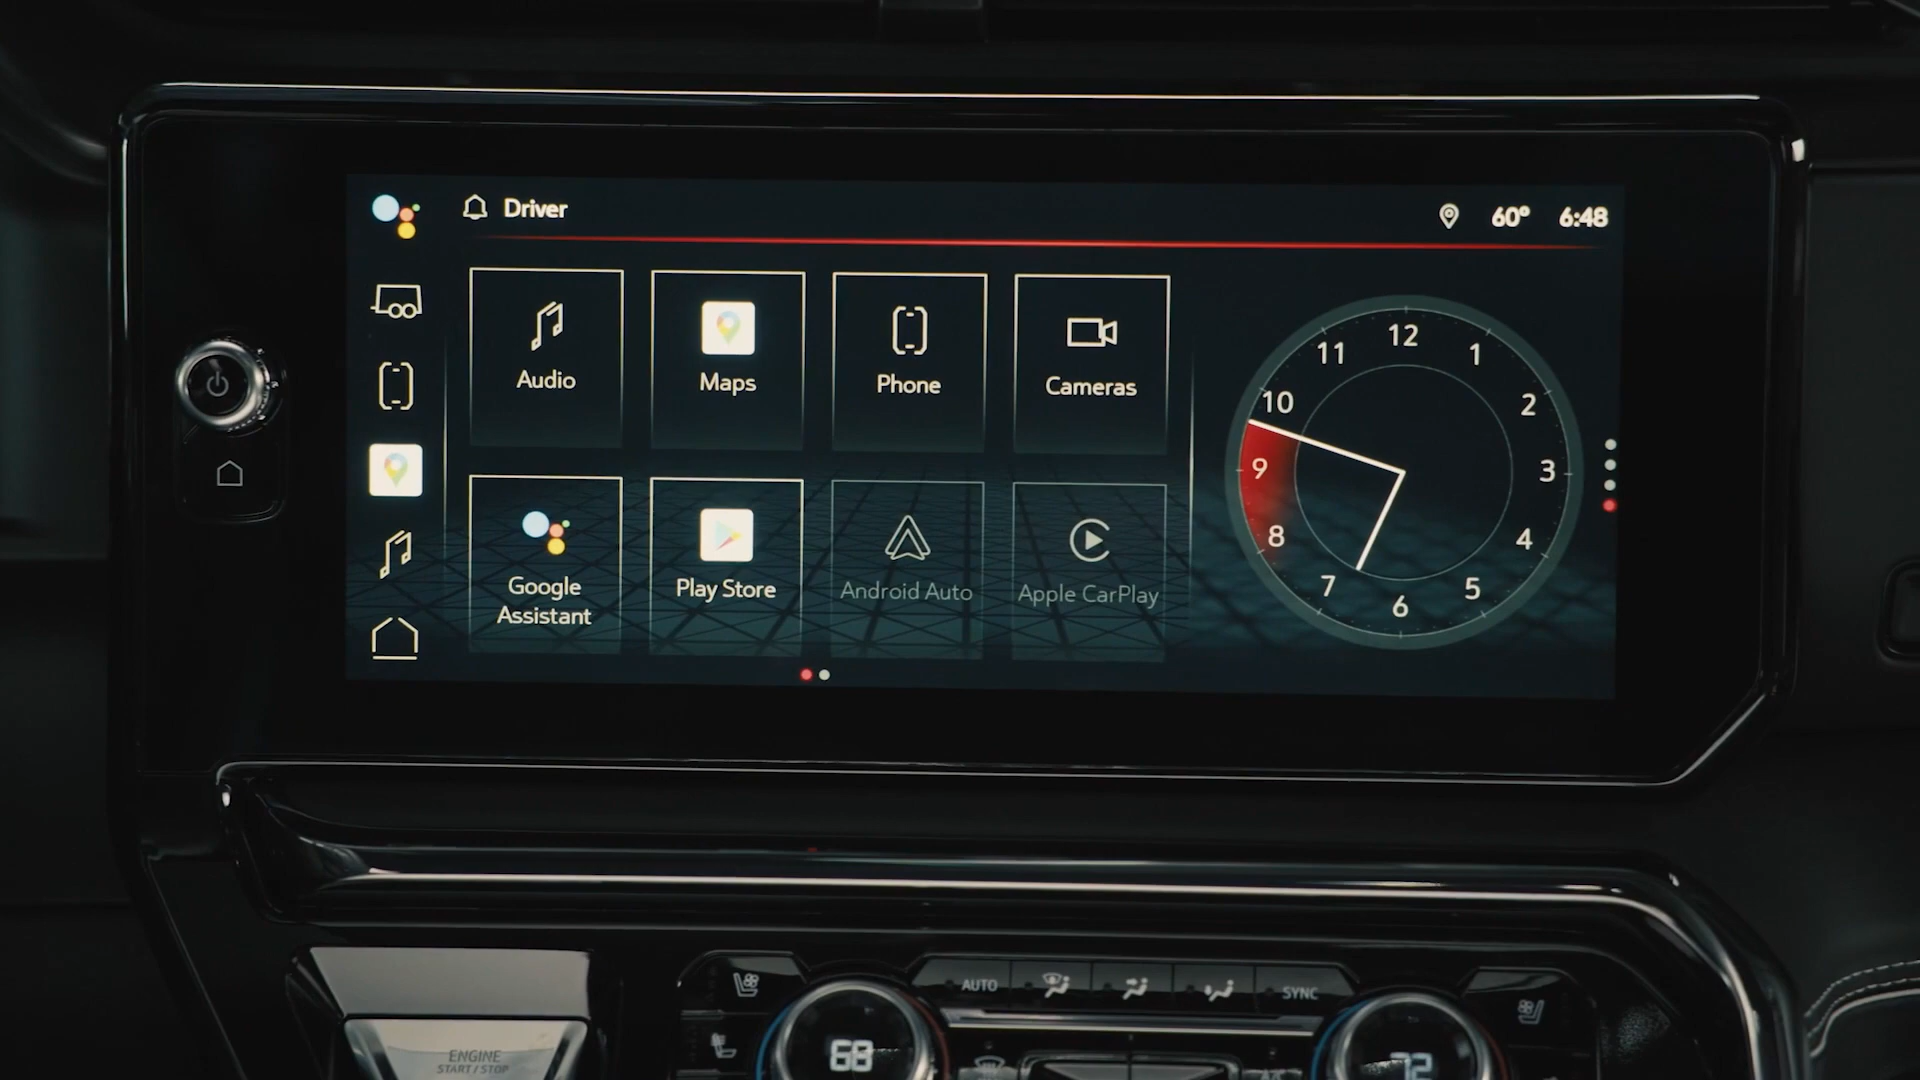 Driver
60° 6:48
Audio
Maps
Phone
Cameras
Google
Assistant
Play Store
Android Auto
Apple CarPlay
12
1
2
3
4
5
6
7
8
9
10
11
AUTO
SYNC
68
72
ENGINE
START / STOP